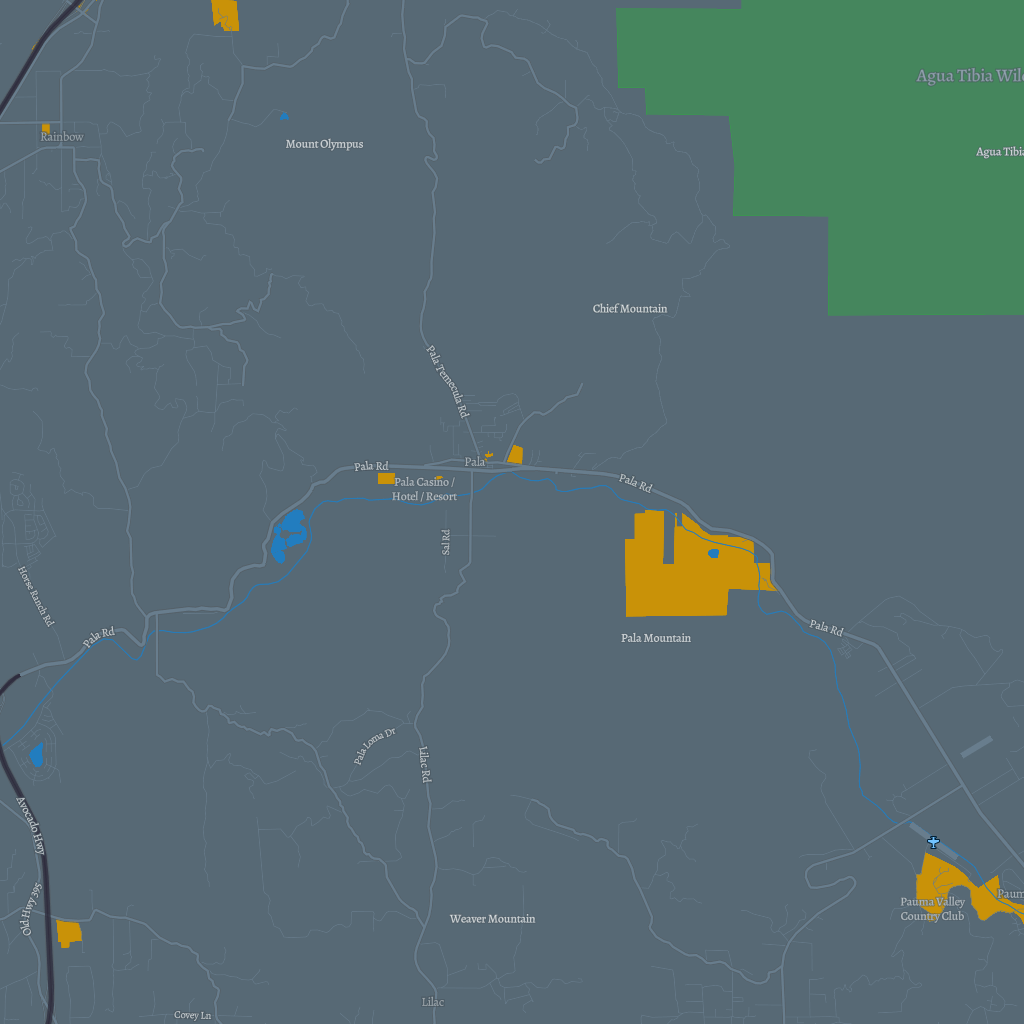 Agua Tibia Wil
Rainbow
Mount Olympus
Agua Tibia
Chief Mountain
Pala Temecula Rd
Pala Rd
Pala
Pala Rd
Pala Casino /
Hotel / Resort
Sal Rd
Horse Ranch Rd
Pala Rd
Pala Mountain
Pala Rd
Pala Loma Dr
Lilac Rd
Avocado Hwy
Old Hwy 395
Paum
Pauma Valley
Country Club
Weaver Mountain
Lilac
Covey Ln